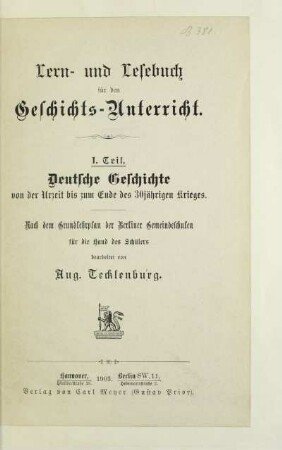 B 381
Lern- und Lesebuch
für den
Geschichts-Unterricht.
I. Teil.
Deutsche Geschichte
von der Urzeit bis zum Ende des 30jährigen Krieges.
Nach dem Grundlehrplan der Berliner Gemeindeschulen
für die Hand des Schülers
bearbeitet von
Aug. Tecklenburg.
Hannover, 1903. Berlin SW. 11,
Verlag von Carl Meyer (Gustav Prior).